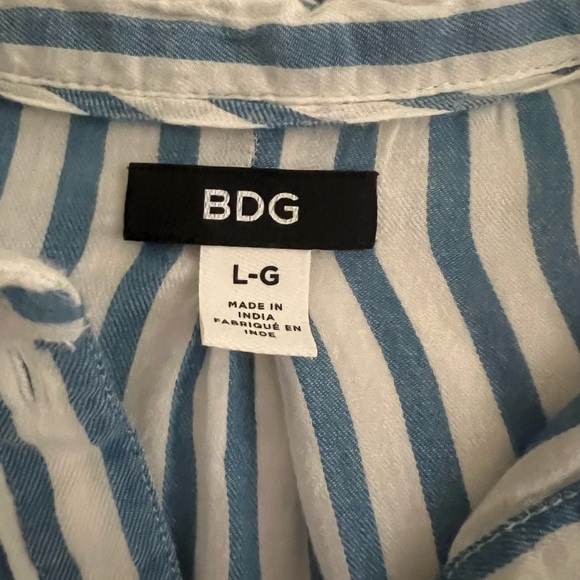 BDG
L-G
MADE IN
INDIA
FABRIQUÉ EN
INDE